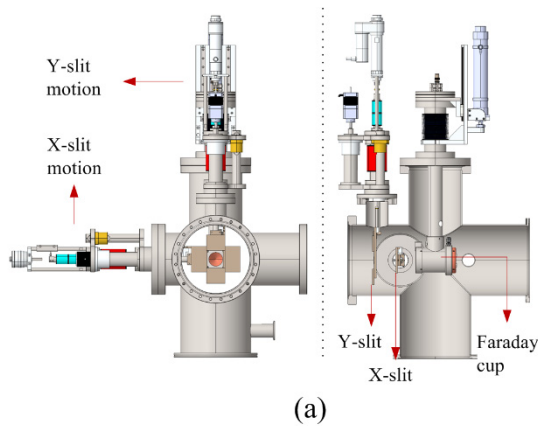 Y-slit
motion
X-slit
motion
Y-slit
X-slit
Faraday
cup
(a)